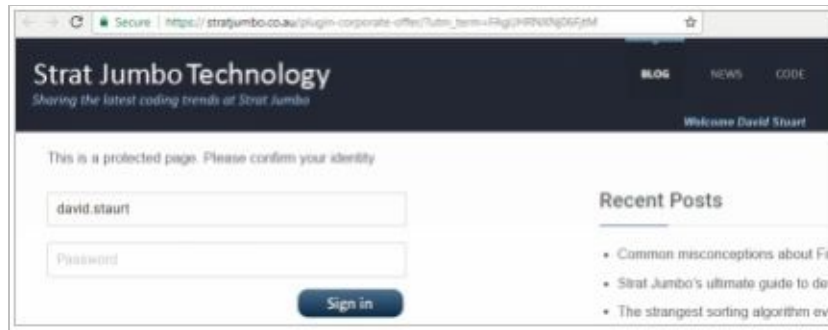 Secure | https://stratjumbo.co.au/plugin-corporate-offer/?utm_term=
Strat Jumbo Technology
Sharing the latest coding trends at Strat Jumbo
BLOG NEWS CODE
Welcome David Stuart
This is a protected page. Please confirm your identity
david.staurt
Password
Sign in
Recent Posts
• Common misconceptions about
• Strat Jumbo's ultimate guide to
• The strangest sorting algorithm